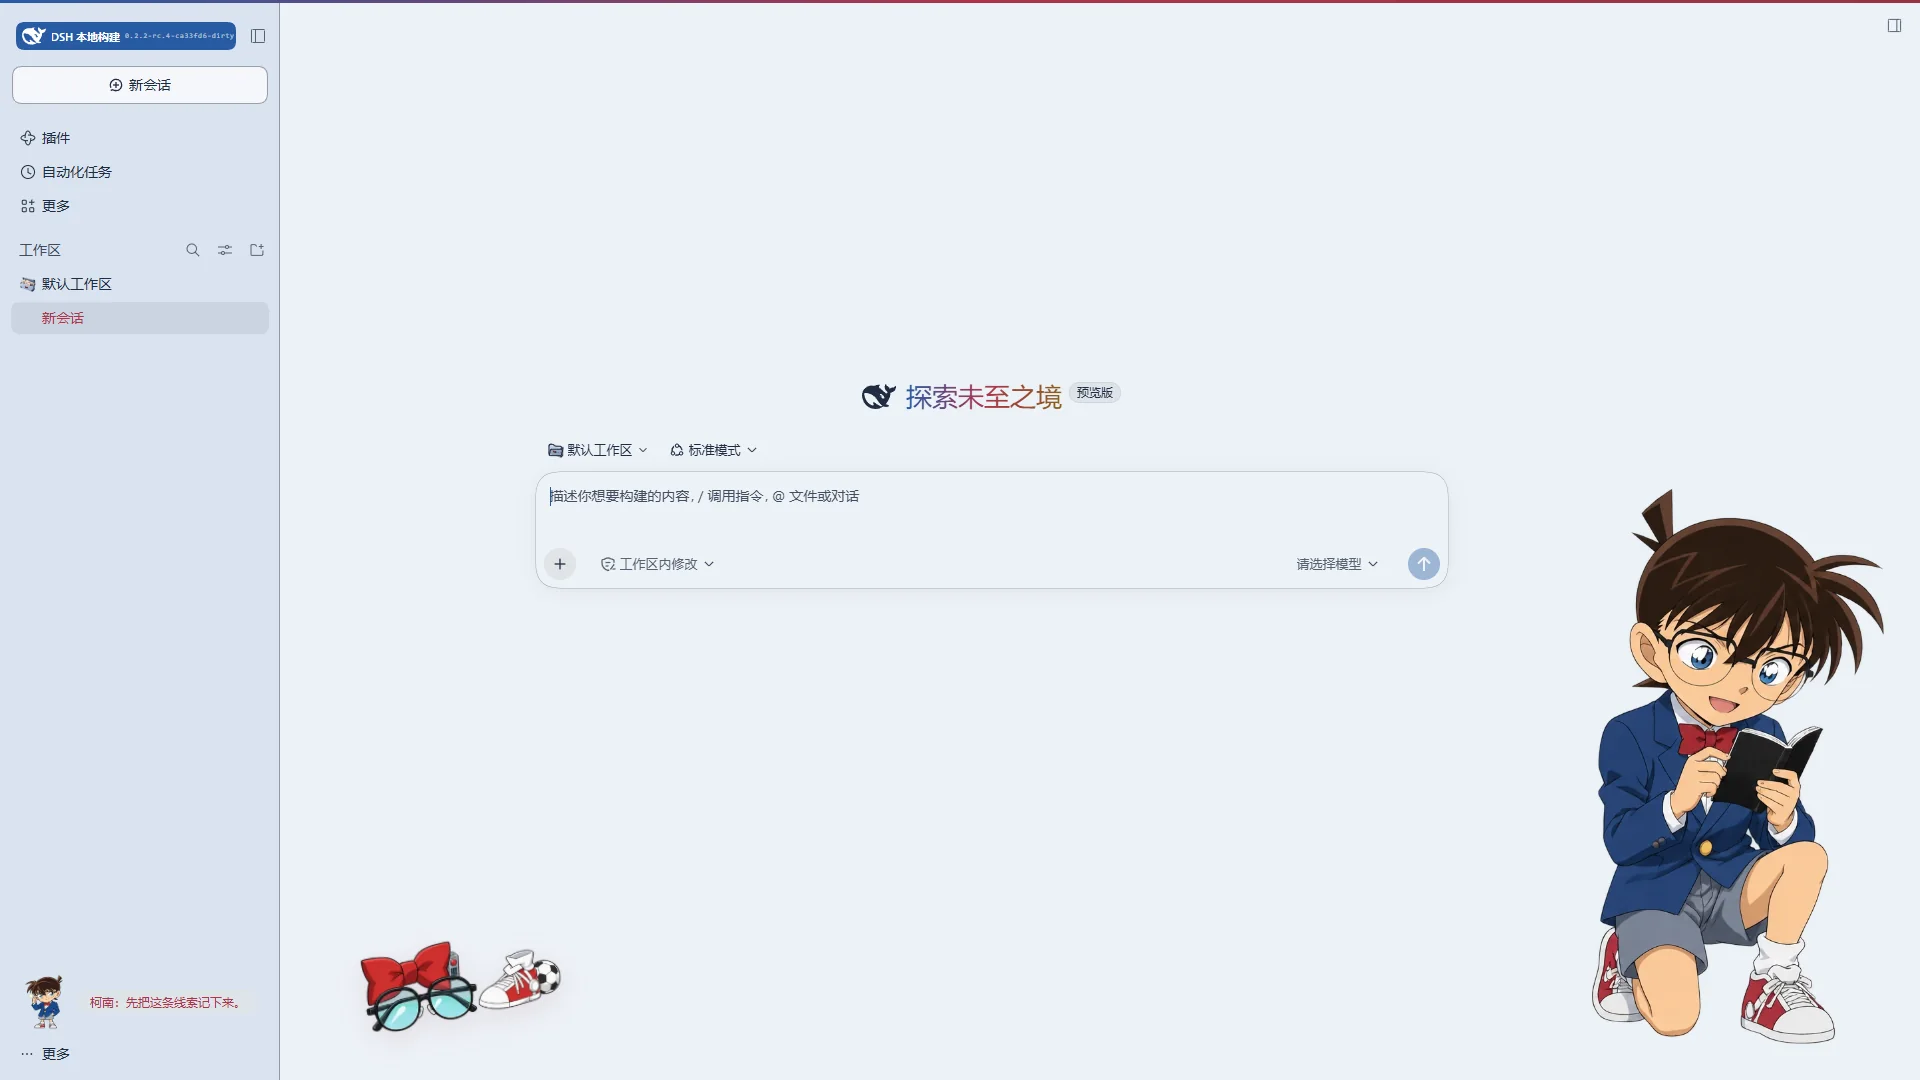 DSH 本地构建 0.2.2-rc.4-ca33fd6-dirty
新会话
插件
自动化任务
更多
工作区
默认工作区
新会话
探索未至之境 预览版
默认工作区 标准模式
描述你想要构建的内容, / 调用指令, @ 文件或对话
工作区内修改 请选择模型
柯南：先把这条线索记下来。
更多